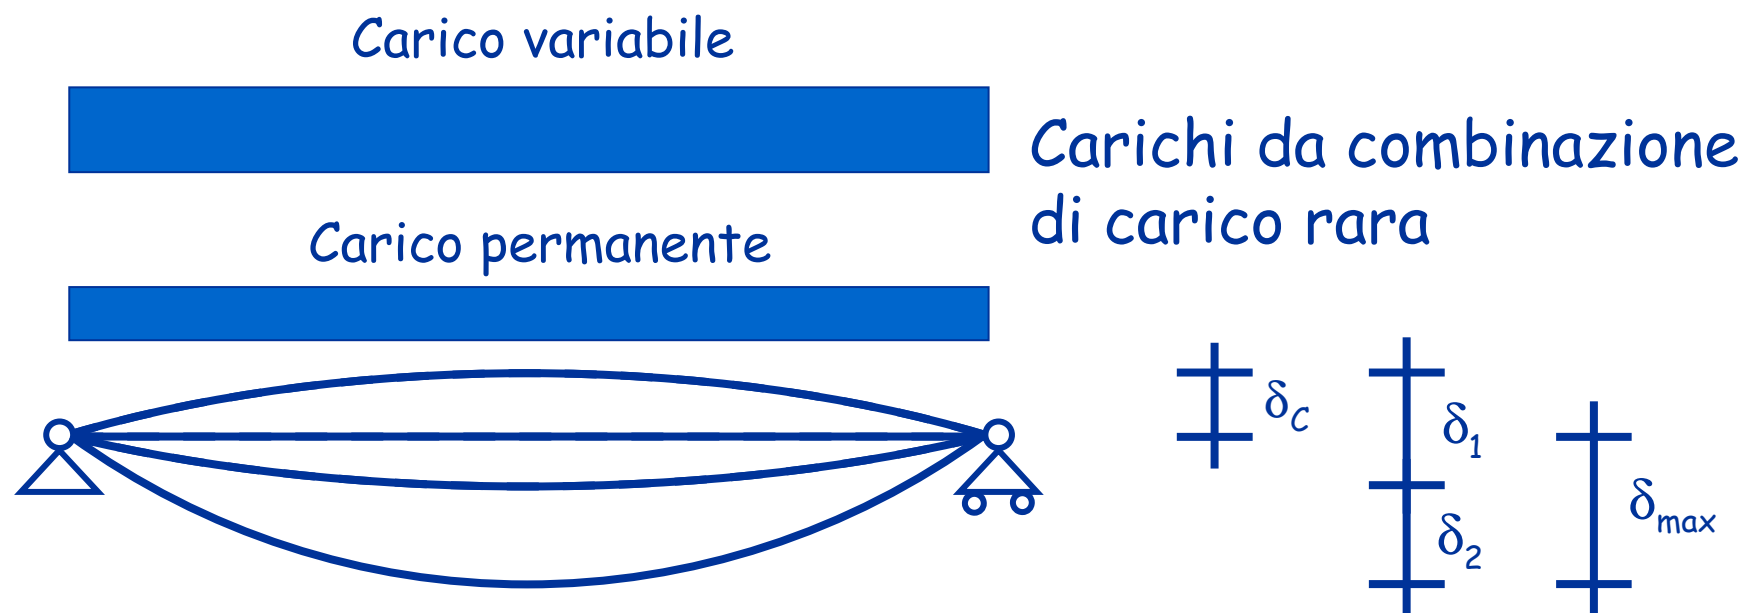 Carico variabile
Carichi da combinazione
di carico rara
Carico permanente
δC
δ1
δ2
δmax